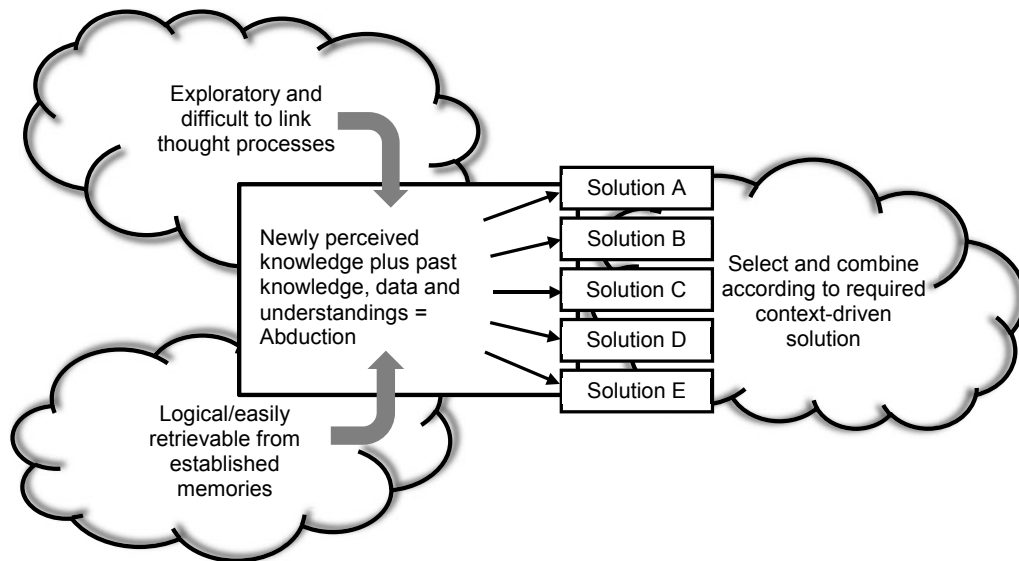 Exploratory and
difficult to link
thought processes
Newly perceived
knowledge plus past
knowledge, data and
understandings =
Abduction
Logical/easily
retrievable from
established
memories
Solution A
Solution B
Solution C
Solution D
Solution E
Select and combine
according to required
context-driven
solution